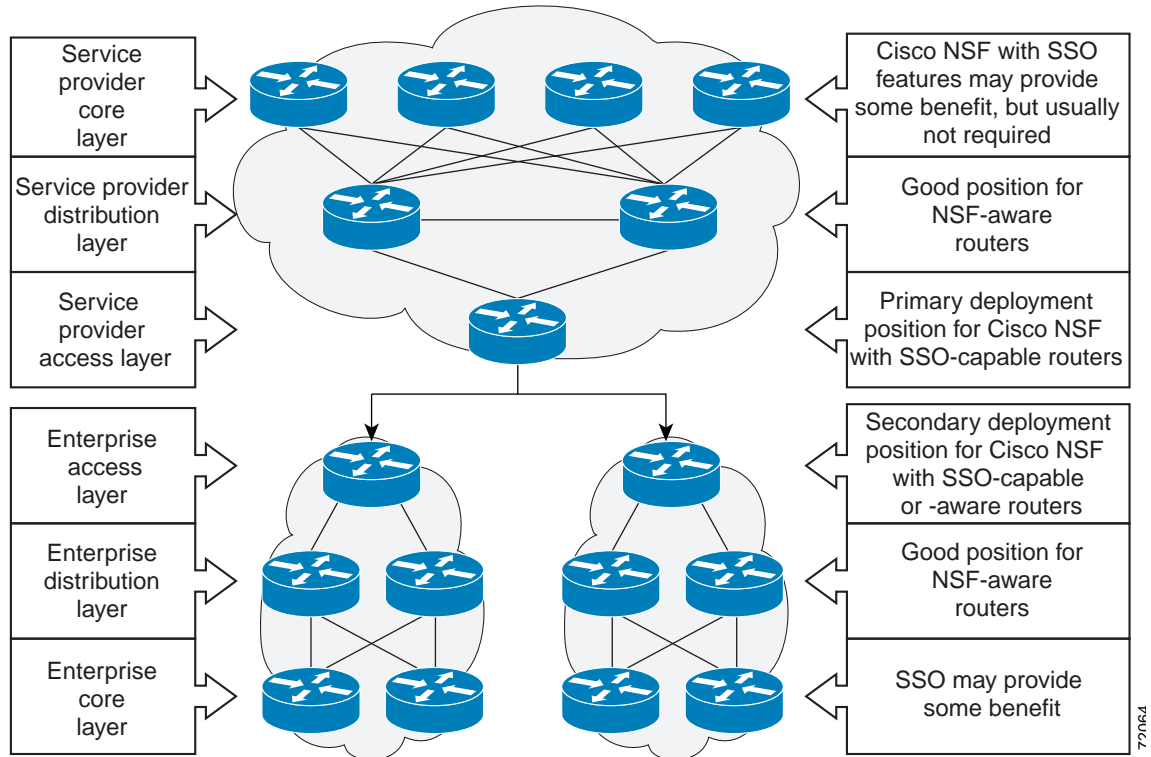 Service
provider
core
layer
Cisco NSF with SSO
features may provide
some benefit, but usually
not required
Service provider
distribution
layer
Good position for
NSF-aware
routers
Service
provider
access layer
Primary deployment
position for Cisco NSF
with SSO-capable routers
Enterprise
access
layer
Secondary deployment
position for Cisco NSF
with SSO-capable
or -aware routers
Enterprise
distribution
layer
Good position for
NSF-aware
routers
Enterprise
core
layer
SSO may provide
some benefit
72064